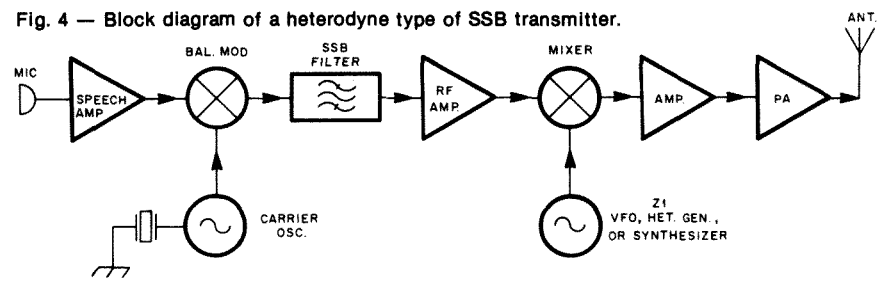 Fig. 4 — Block diagram of a heterodyne type of SSB transmitter.
MIC
SPEECH
AMP
BAL. MOD
SSB
FILTER
RF
AMP.
MIXER
AMP.
PA
ANT.
CARRIER
OSC.
Z1
VFO, HET. GEN.,
OR SYNTHESIZER